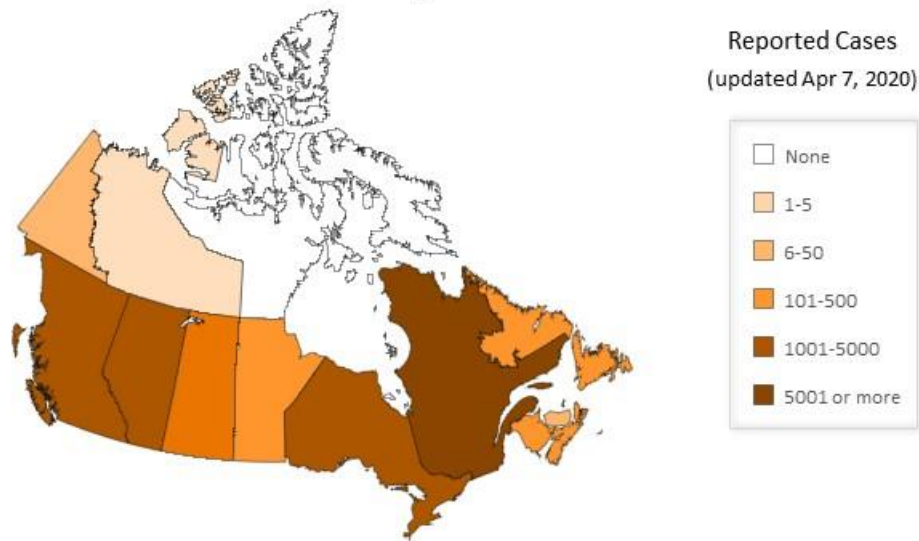 Reported Cases
(updated Apr 7, 2020)
None
1-5
6-50
101-500
1001-5000
5001 or more